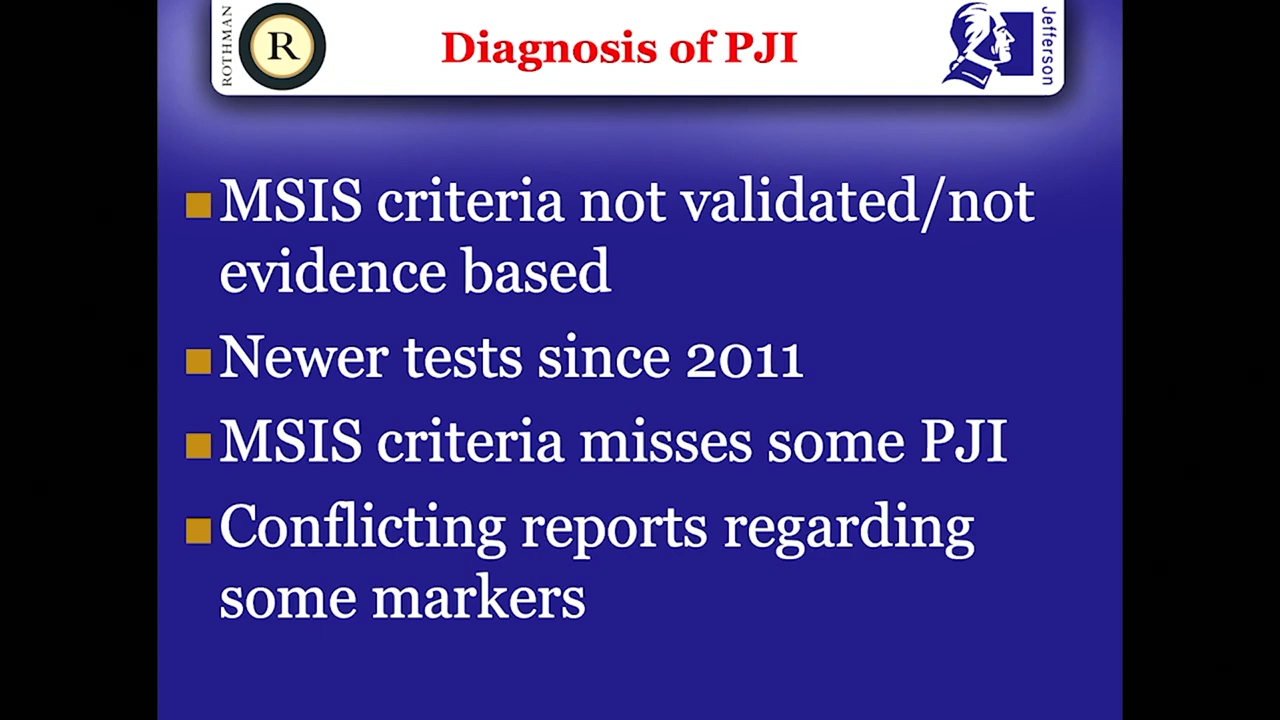 ROTHMAN
R
Diagnosis of PJI
Jefferson
MSIS criteria not validated/not
evidence based
Newer tests since 2011
MSIS criteria misses some PJI
Conflicting reports regarding
some markers